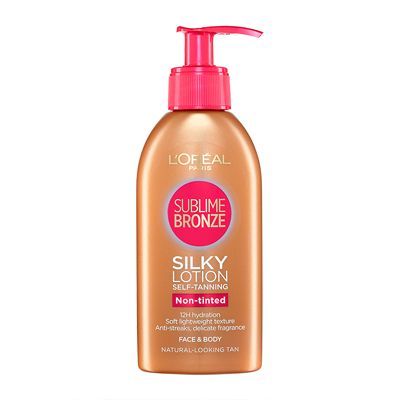 L'ORÉAL
PARIS
SUBLIME
BRONZE
SILKY
LOTION
SELF-TANNING
Non-tinted
12H hydration
Soft lightweight texture
Anti-streaks, delicate fragrance
FACE & BODY
NATURAL-LOOKING TAN